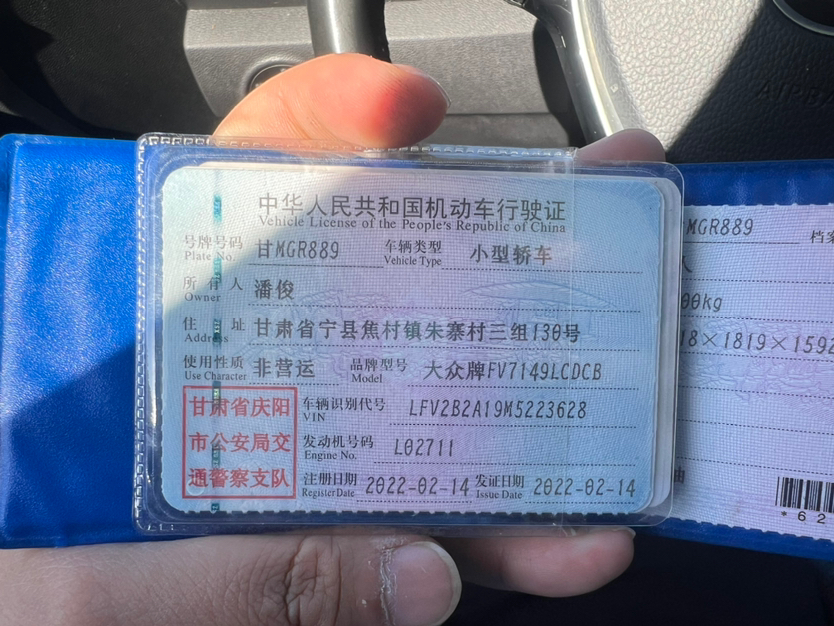 中华人民共和国机动车行驶证
Vehicle License of the People's Republic of China
号牌号码 甘MGR889 车辆类型 小型轿车
Plate No. Vehicle Type
所有人 潘俊
Owner
住址 甘肃省宁县焦村镇朱寨村三组130号
Address
使用性质 非营运 品牌型号 大众牌FV7149LCDCB
Use Character Model
甘肃省庆阳
市公安局交
通警察支队
车辆识别代号 LFV2B2A19M5223628
VIN
发动机号码 L02711
Engine No.
注册日期 2022-02-14 发证日期 2022-02-14
Register Date Issue Date
MGR889 档案
人
00kg
18×1819×1592
油
*62
AIRBA